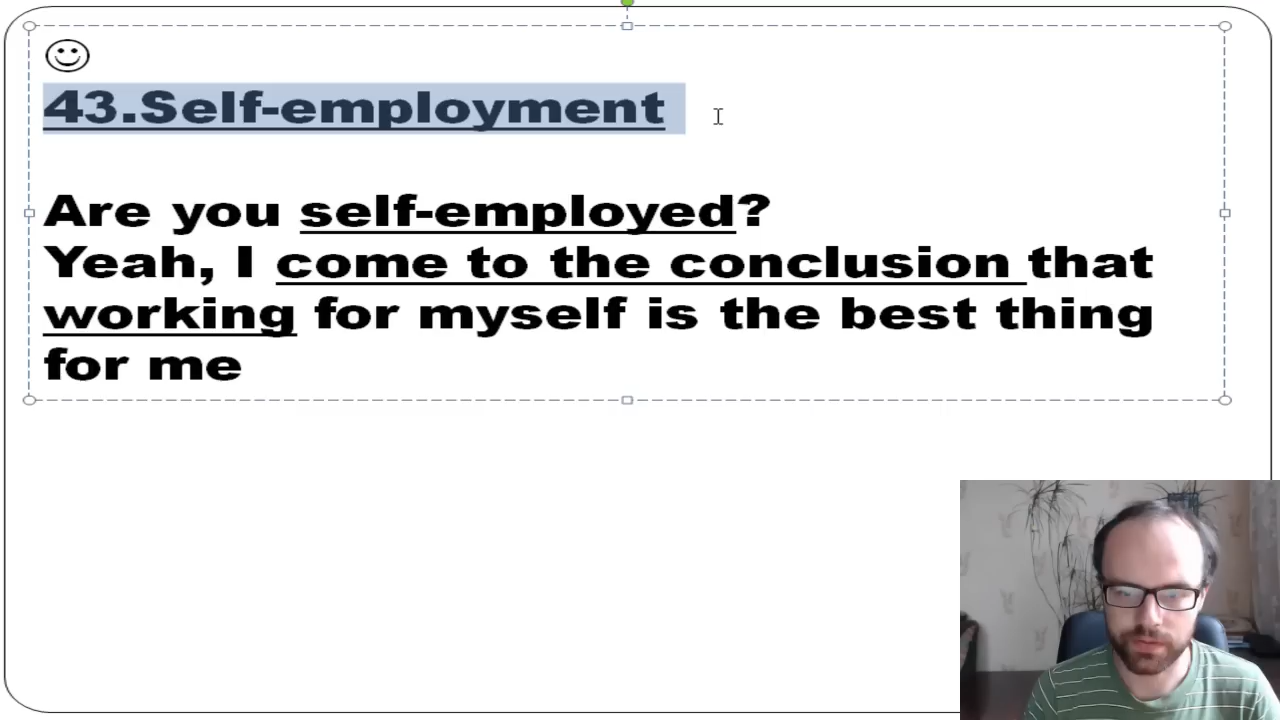 43.Self-employment
Are you self-employed?
Yeah, I come to the conclusion that
working for myself is the best thing
for me